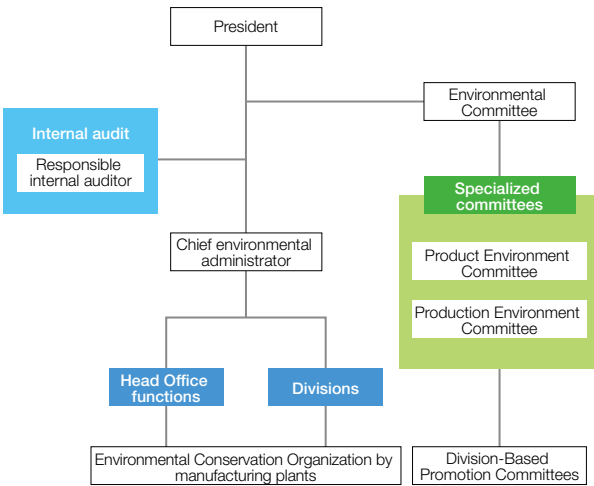 President
Environmental
Committee
Internal audit
Responsible
internal auditor
Specialized
committees
Chief environmental
administrator
Product Environment
Committee
Production Environment
Committee
Head Office
functions
Divisions
Environmental Conservation Organization by
manufacturing plants
Division-Based
Promotion Committees